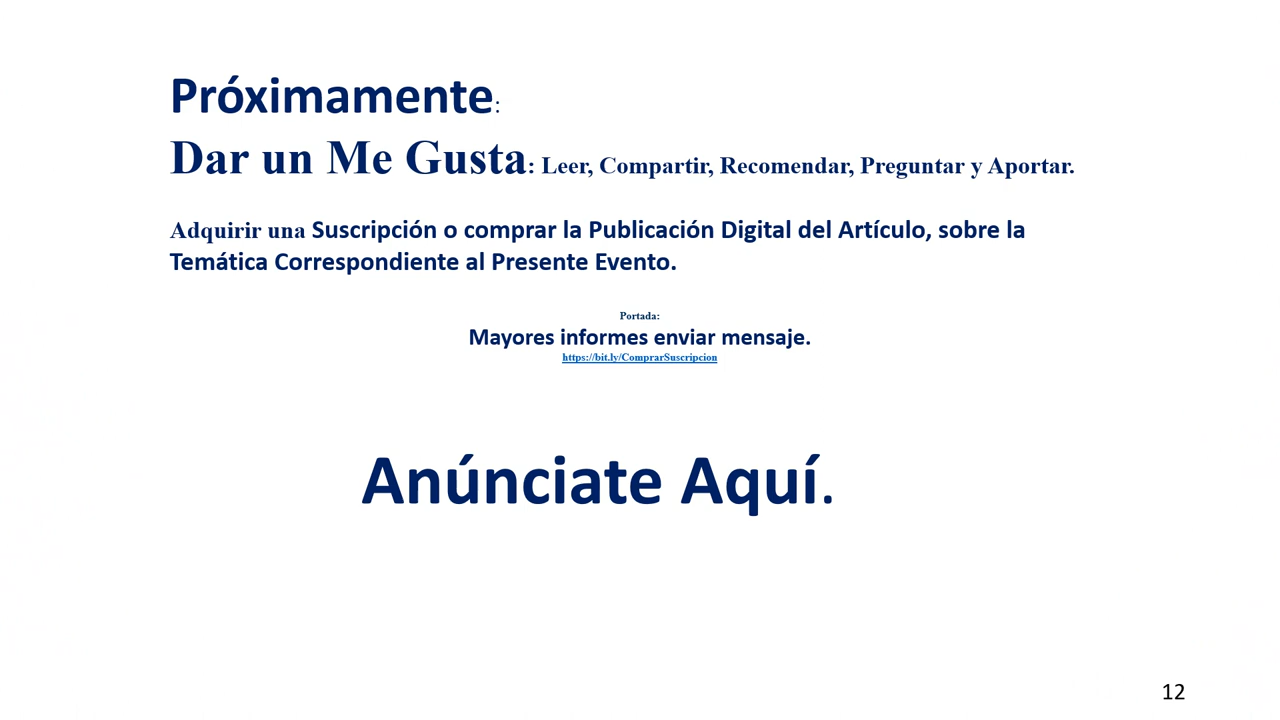 Próximamente:
Dar un Me Gusta: Leer, Compartir, Recomendar, Preguntar y Aportar.
Adquirir una Suscripción o comprar la Publicación Digital del Artículo, sobre la
Temática Correspondiente al Presente Evento.
Portada:
Mayores informes enviar mensaje.
https://bit.ly/ComprarSuscripcion
Anúnciate Aquí.
12